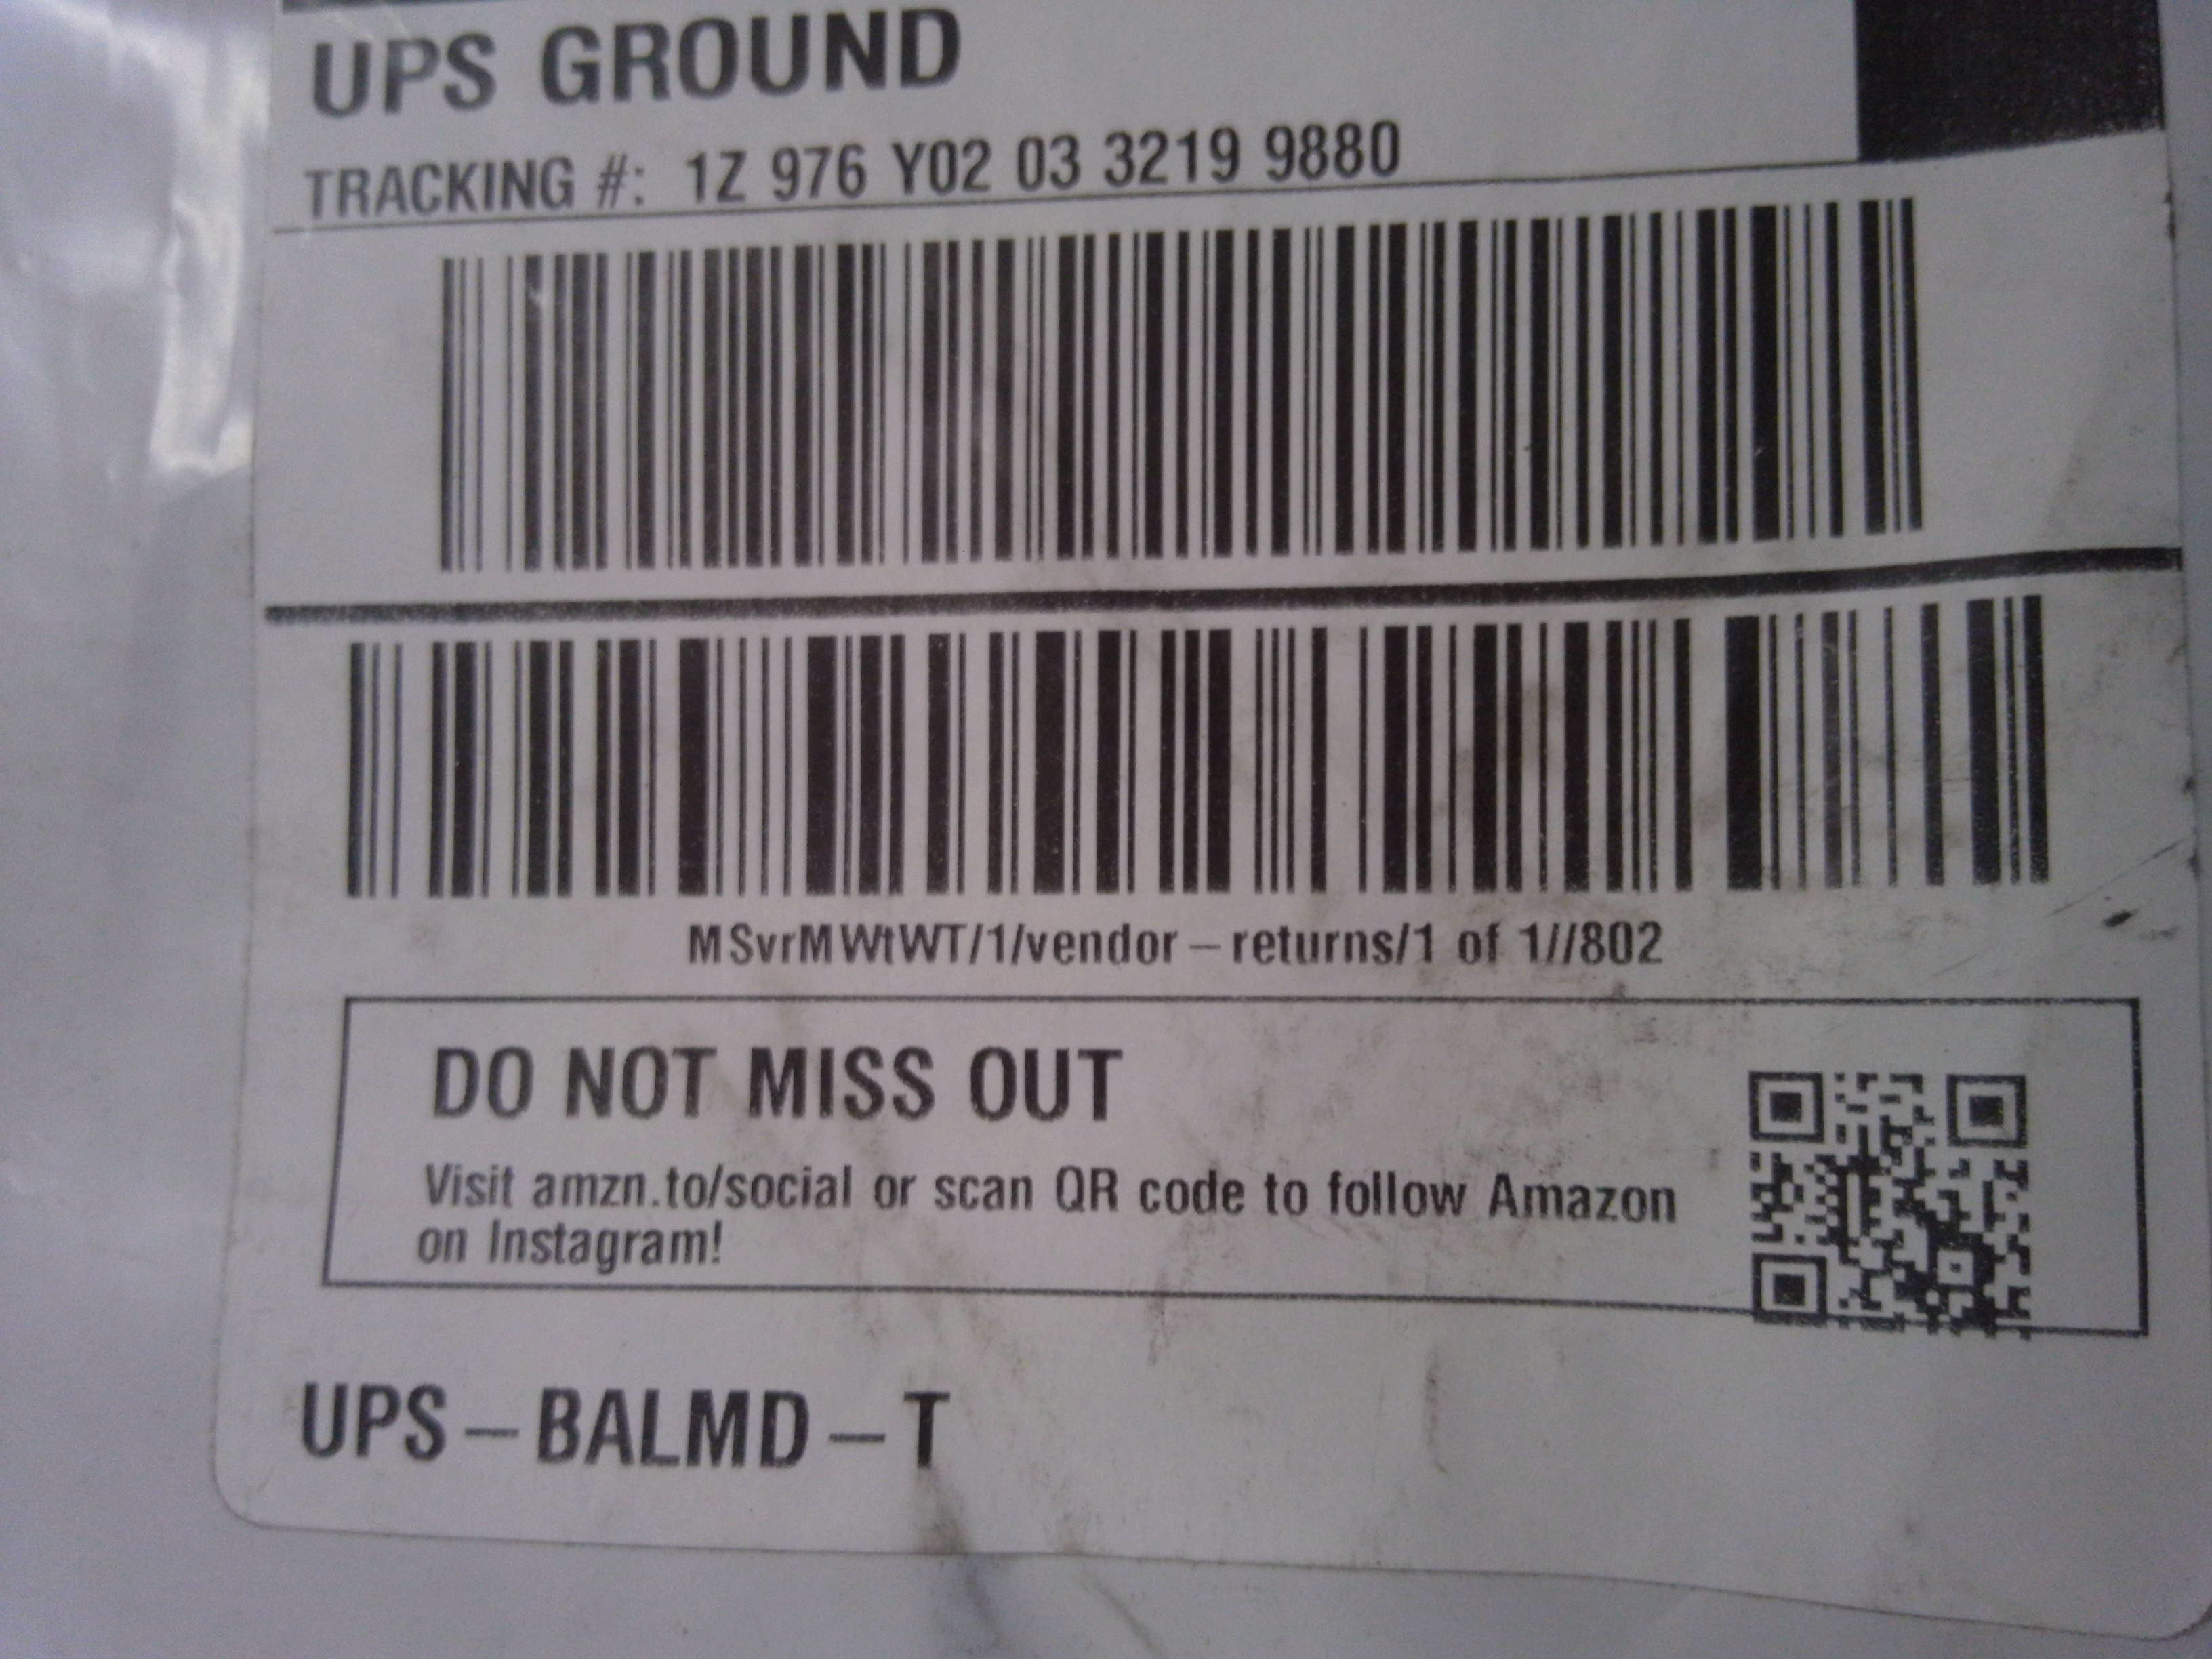 UPS GROUND
TRACKING #: 1Z 976 Y02 03 3219 9880
MSvrMWtWT/1/vendor-returns/1 of 1//802
DO NOT MISS OUT
Visit amzn.to/social or scan QR code to follow Amazon
on Instagram!
UPS-BALMD-T